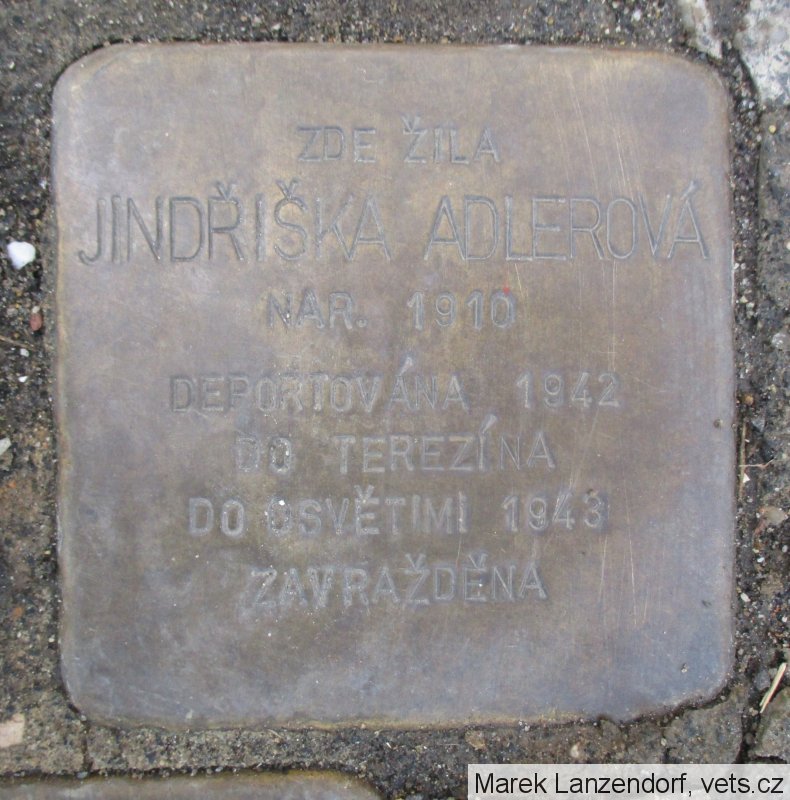 ZDE ŽILA
JINDŘIŠKA ADLEROVÁ
NAR. 1910
DEPORTOVÁNA 1942
DO TEREZÍNA
DO OSVĚTIMI 1943
ZAVRAŽDĚNA
Marek Lanzendorf, vets.cz